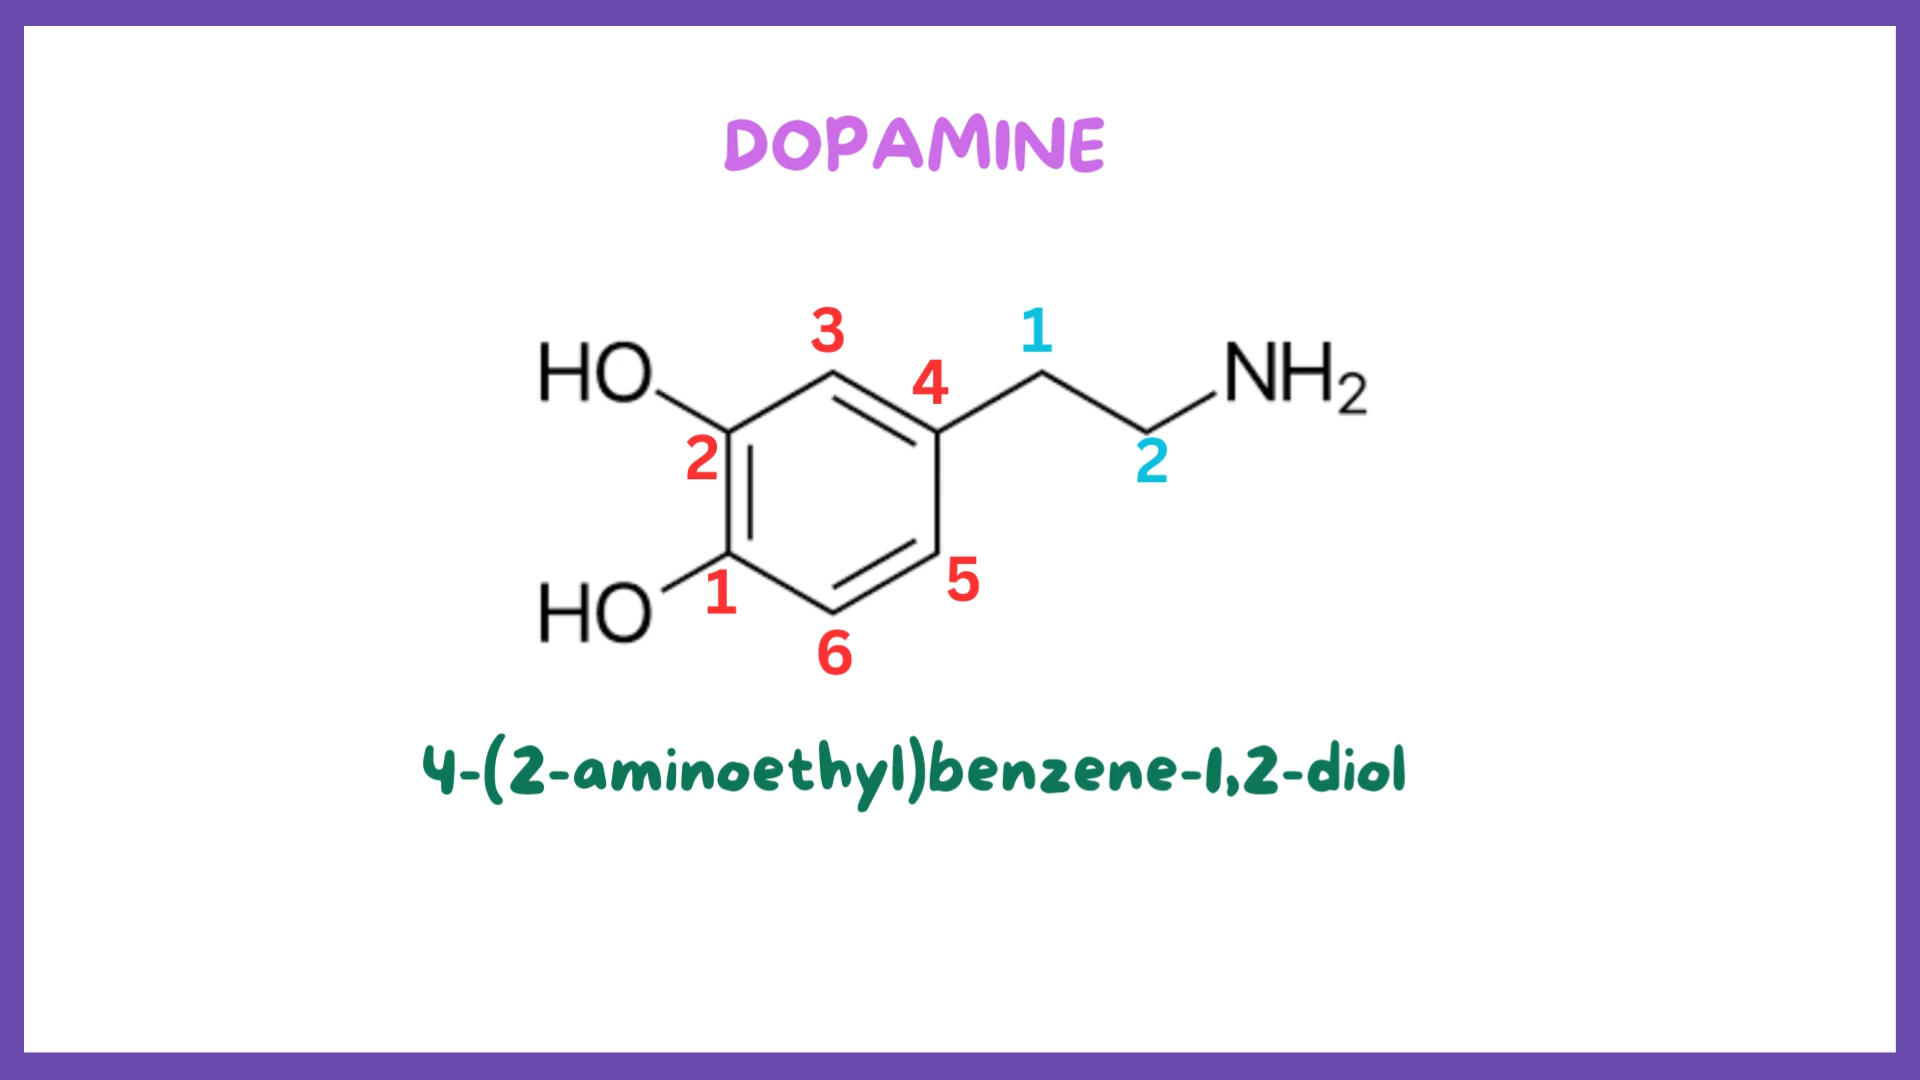 DOPAMINE
3 1
HO 4 NH₂
2 2
HO 1 5
6
4-(2-aminoethyl)benzene-1,2-diol